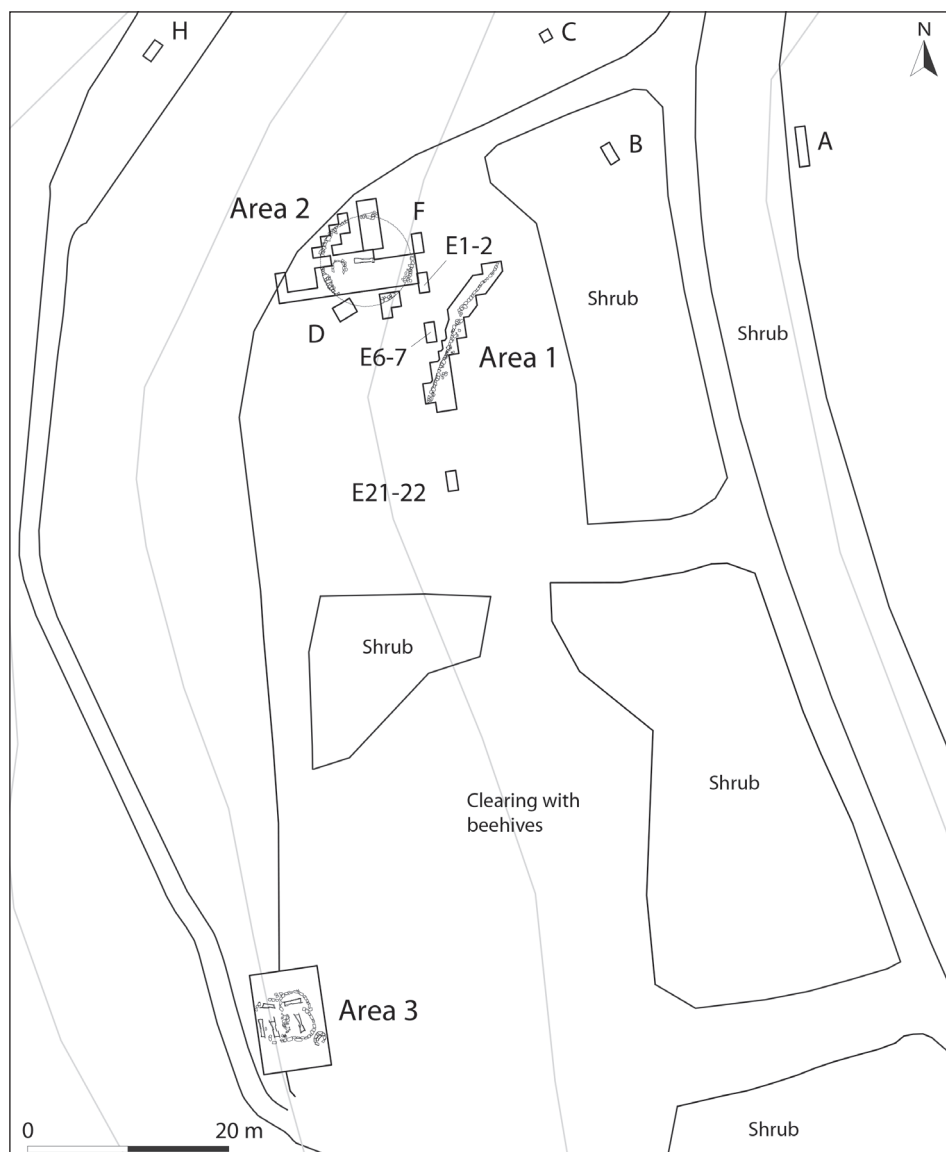 H
C
N
B
A
Area 2
F
E1-2
Shrub
D
E6-7
Area 1
Shrub
E21-22
Shrub
Clearing with
beehives
Shrub
Area 3
0
20 m
Shrub